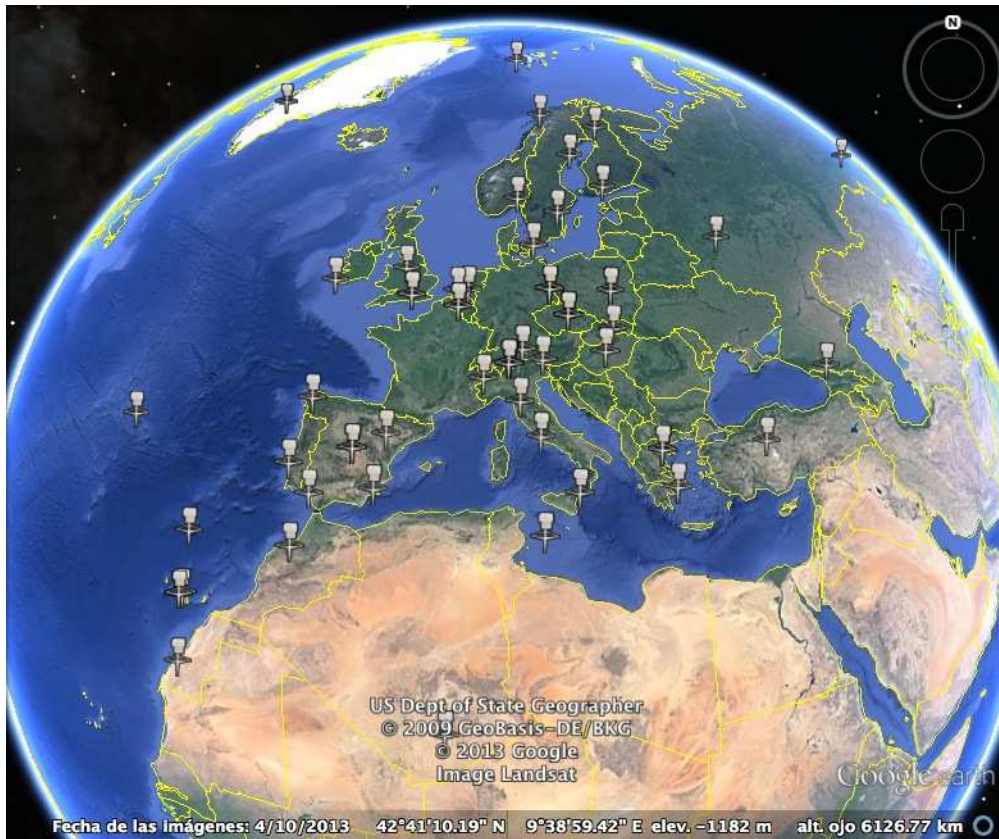 N
US Dept of State Geographer
© 2009 GeoBasis-DE/BKG
© 2013 Google
Image Landsat
Google earth
Fecha de las imágenes: 4/10/2013 42°41'10.19" N 9°38'59.42" E elev. -1182 m alt. ojo 6126.77 km